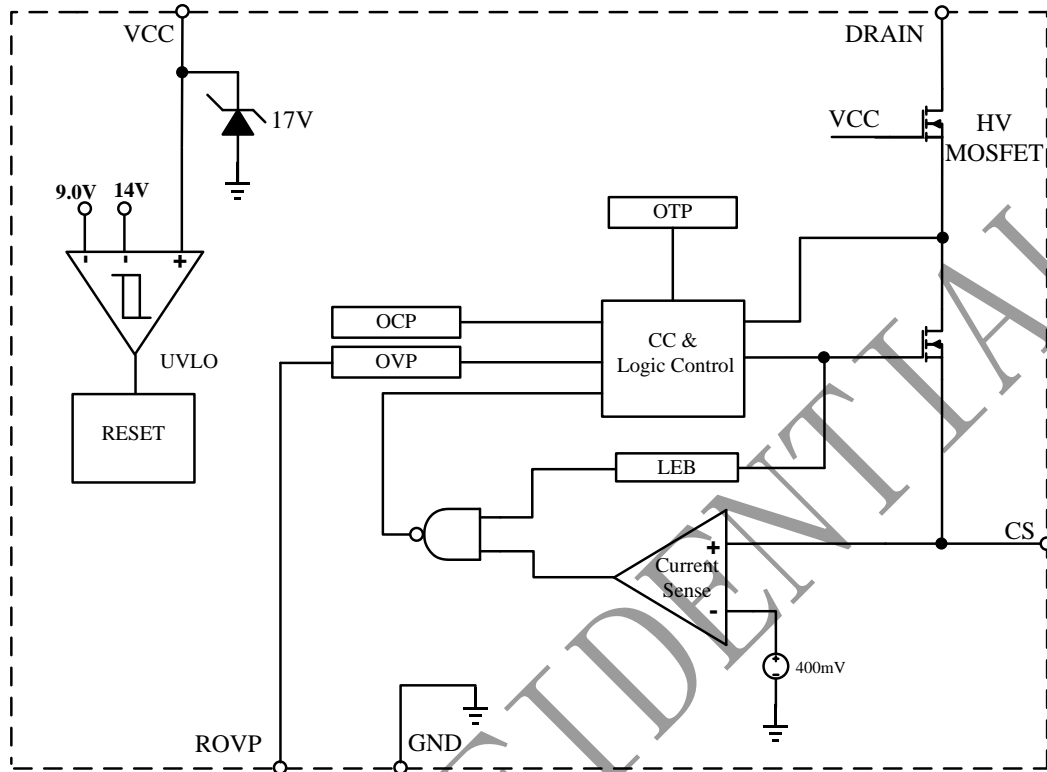 VCC
DRAIN
17V
VCC
HV
MOSFET
9.0V
14V
-
-
+
OTP
OCP
OVP
CC &
Logic Control
UVLO
RESET
LEB
CS
+
Current
Sense
-
+
-
400mV
ROVP
GND
IDENTIAL